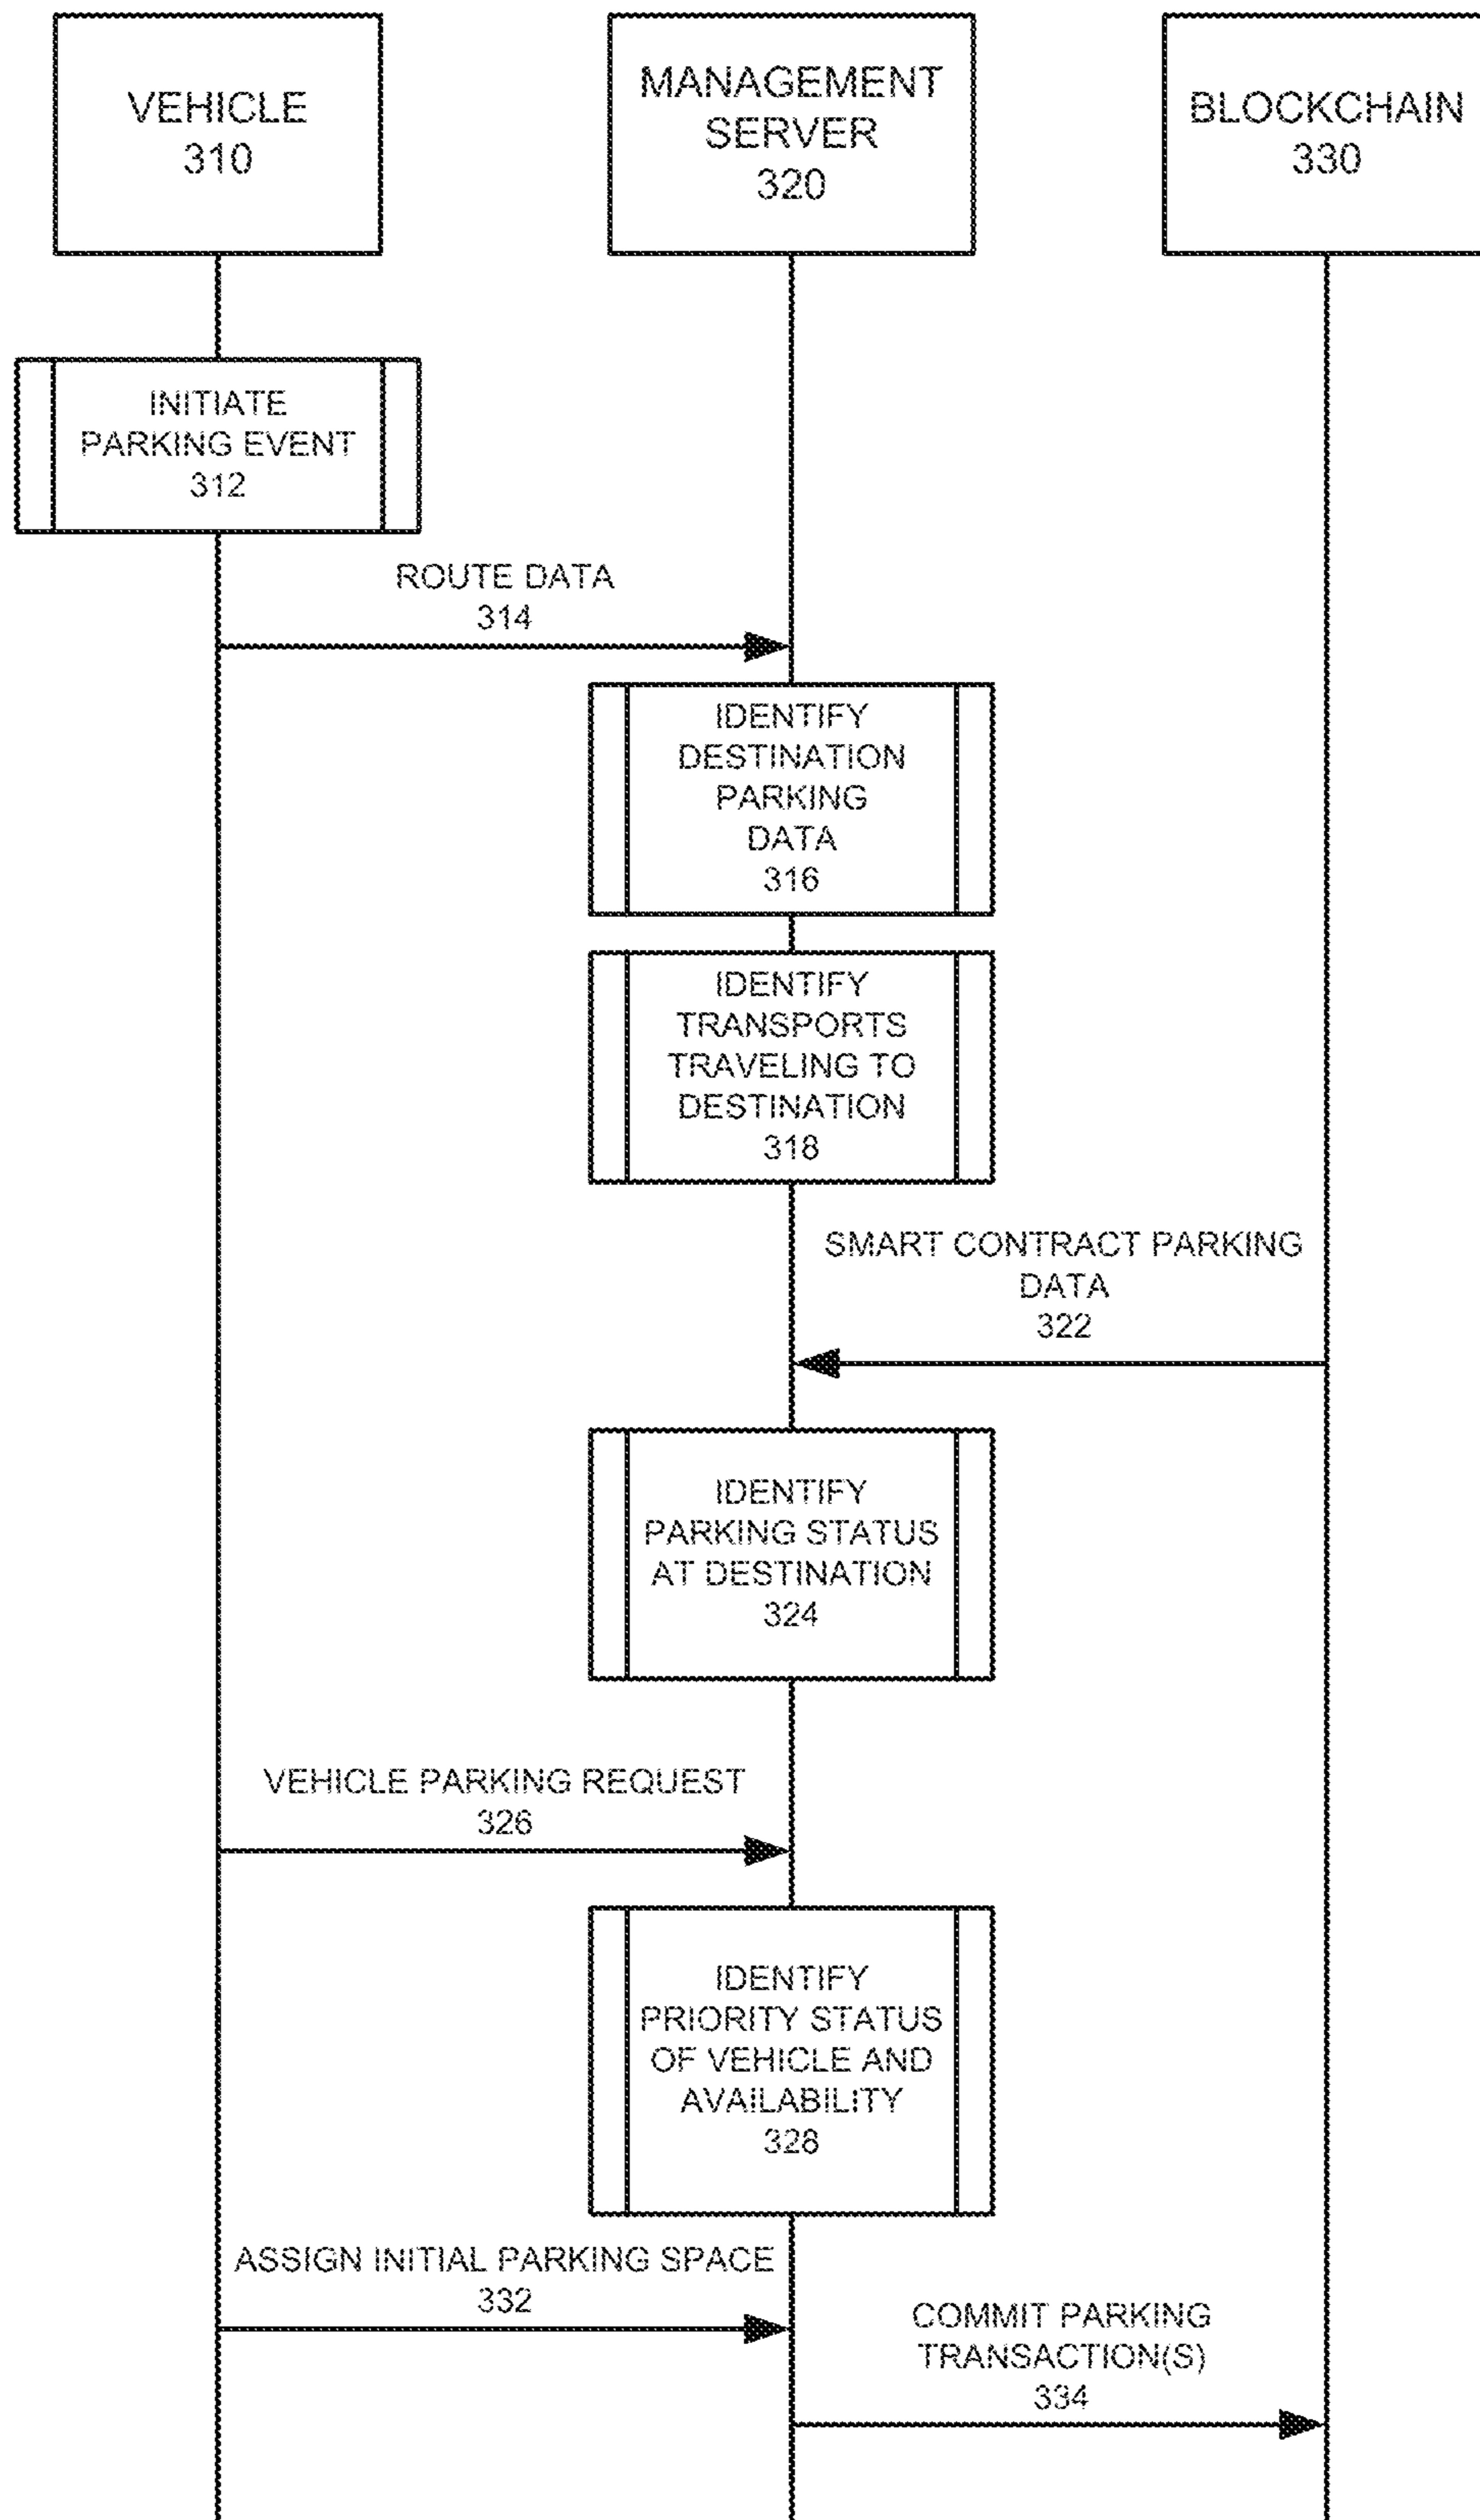 VEHICLE
310
MANAGEMENT
SERVER
320
BLOCKCHAIN
330
INITIATE
PARKING EVENT
312
ROUTE DATA
314
IDENTIFY
DESTINATION
PARKING
DATA
316
IDENTIFY
TRANSPORTS
TRAVELING TO
DESTINATION
318
SMART CONTRACT PARKING
DATA
322
IDENTIFY
PARKING STATUS
AT DESTINATION
324
VEHICLE PARKING REQUEST
326
IDENTIFY
PRIORITY STATUS
OF VEHICLE AND
AVAILABILITY
328
ASSIGN INITIAL PARKING SPACE
332
COMMIT PARKING
TRANSACTION(S)
334